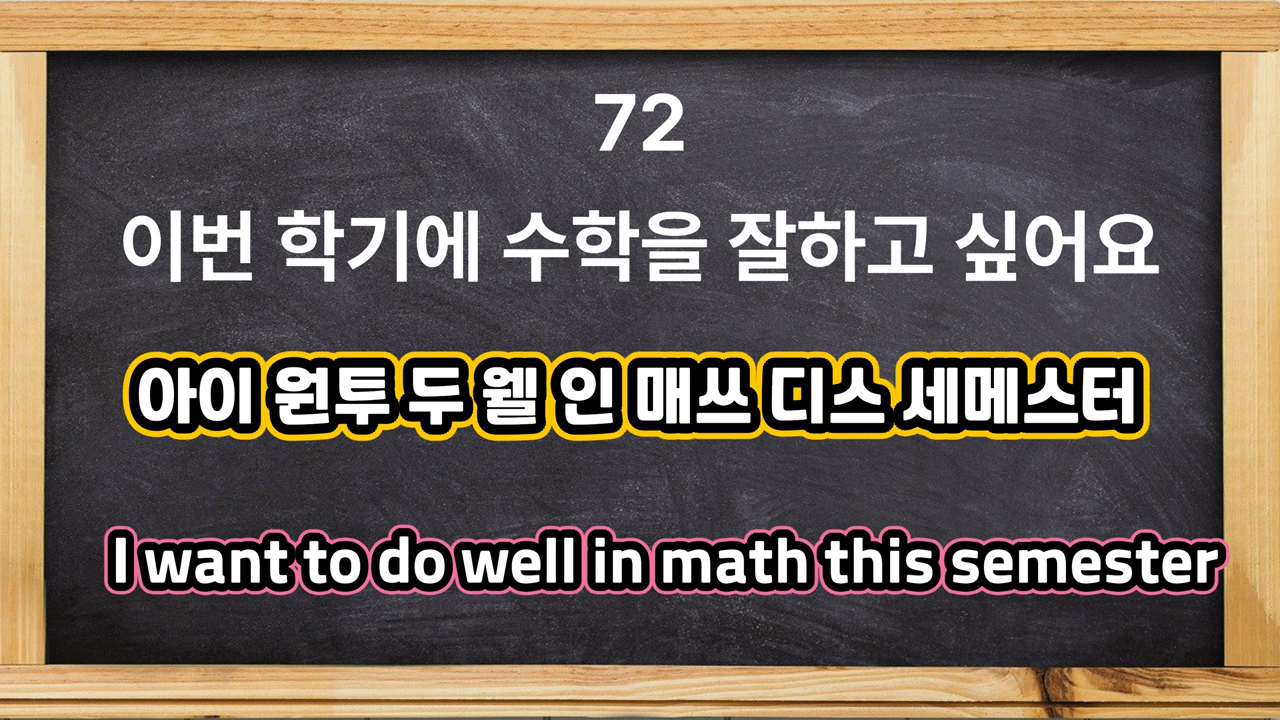 72
이번 학기에 수학을 잘하고 싶어요
아이 원투 두 웰 인 매쓰 디스 세메스터
I want to do well in math this semester